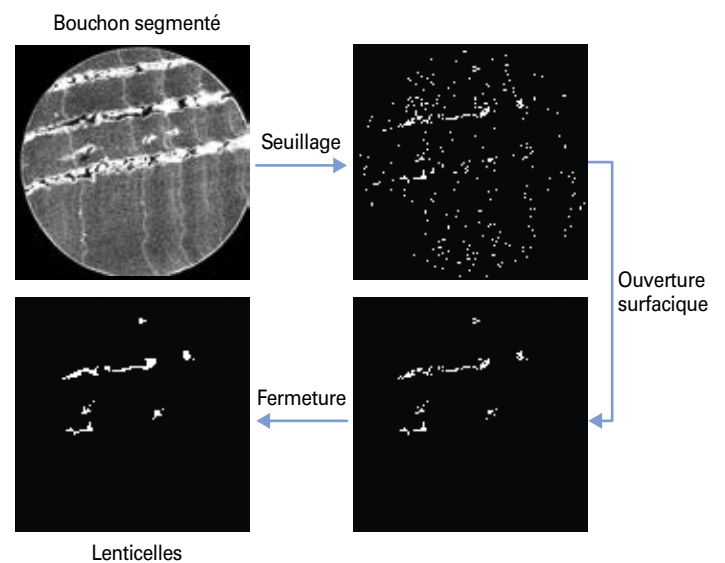 Bouchon segmenté
Seuillage
Ouverture
surfacique
Fermeture
Lenticelles